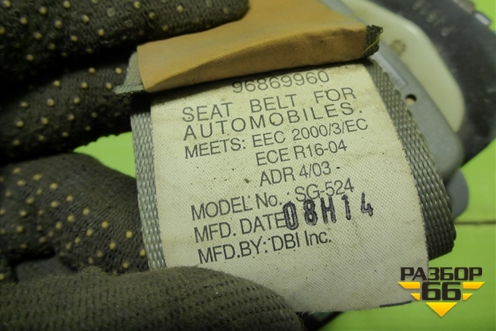 96869960
SEAT BELT FOR
AUTOMOBILES.
MEETS: EEC 2000/3/EC
ECE R16-04
ADR 4/03
MODEL No. SG-524
MFD. DATE 08H14
MFD.BY: DBI Inc.
РАЗБОР
66